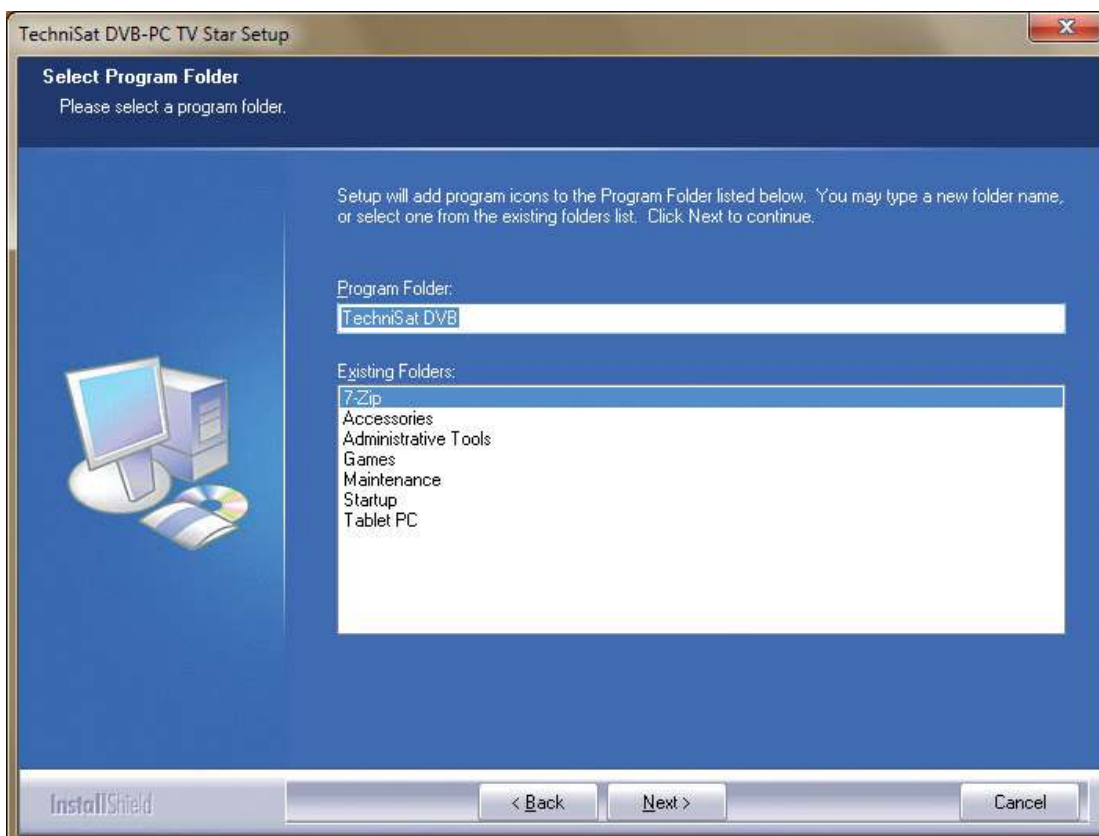 TechniSat DVB-PC TV Star Setup
Select Program Folder
Please select a program folder.
Setup will add program icons to the Program Folder listed below. You may type a new folder name,
or select one from the existing folders list. Click Next to continue.
Program Folder:
TechniSat DVB
Existing Folders:
7-Zip
Accessories
Administrative Tools
Games
Maintenance
Startup
Tablet PC
InstallShield
< Back
Next >
Cancel